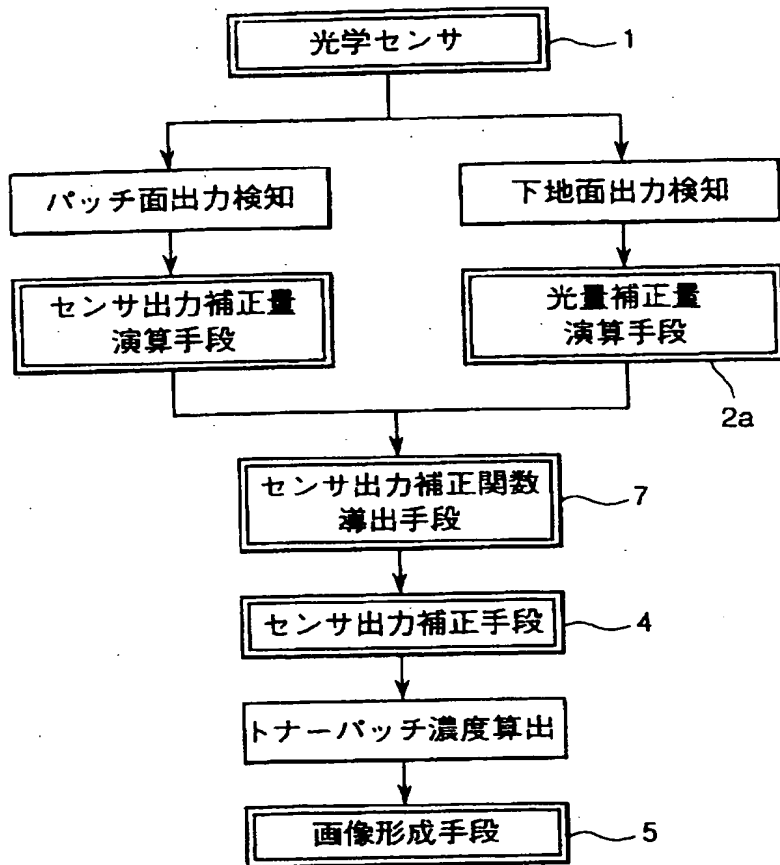 光学センサ
1
パッチ面出力検知
下地面出力検知
センサ出力補正量
演算手段
光量補正量
演算手段
2a
センサ出力補正関数
導出手段
7
センサ出力補正手段
4
トナーパッチ濃度算出
画像形成手段
5